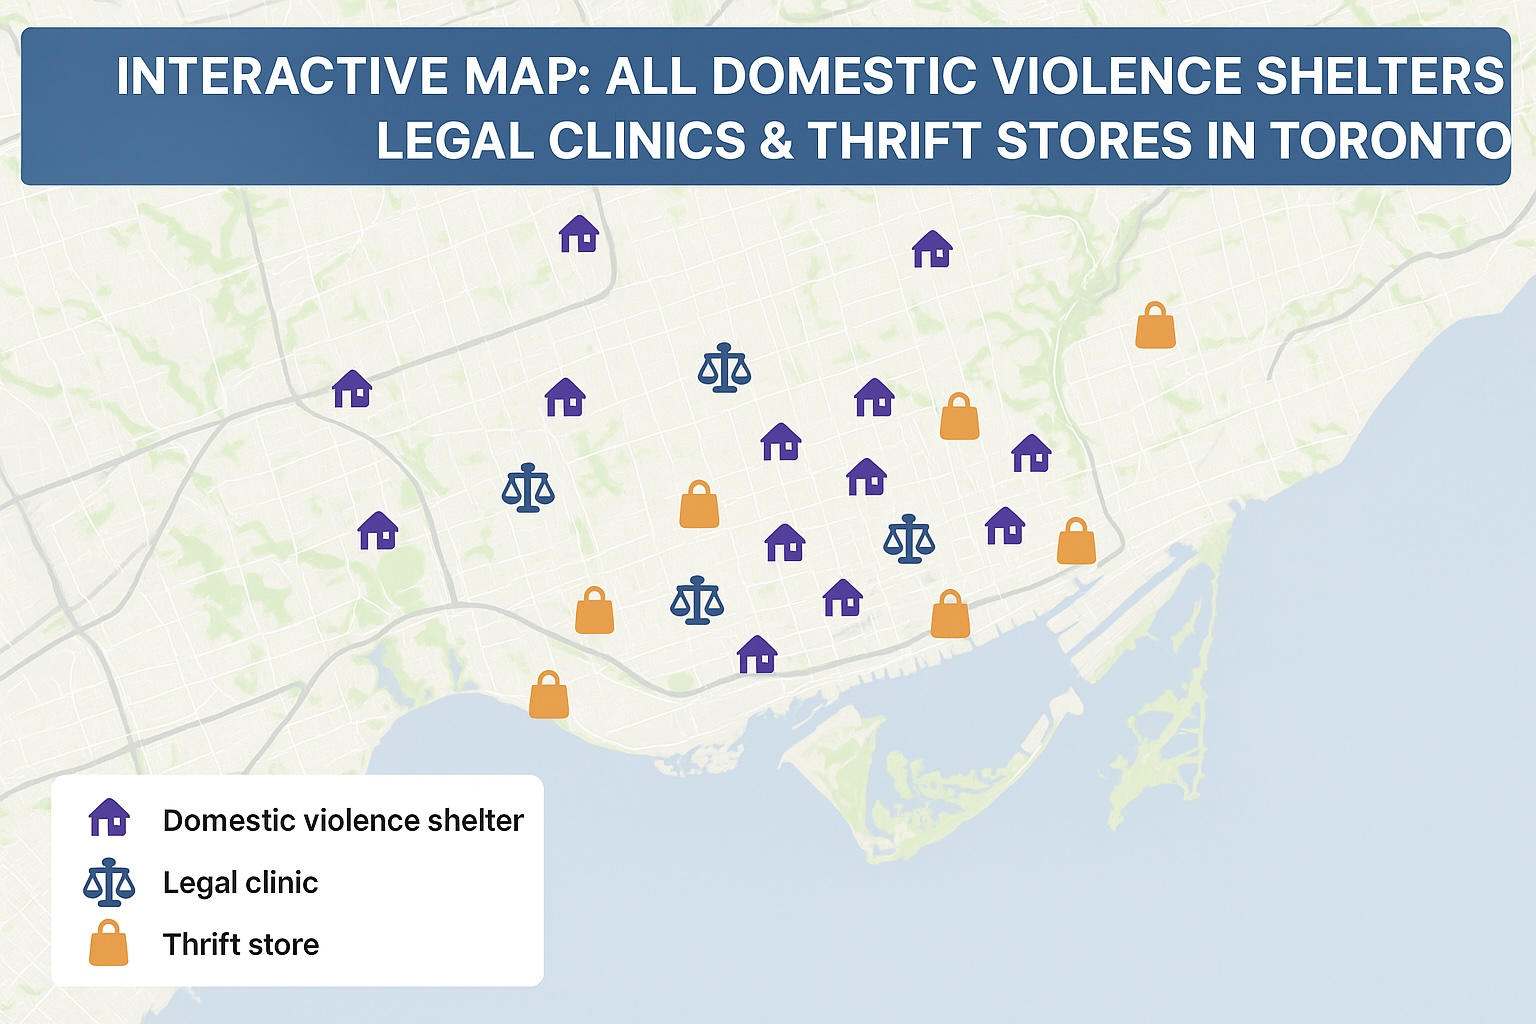 INTERACTIVE MAP: ALL DOMESTIC VIOLENCE SHELTERS
LEGAL CLINICS & THRIFT STORES IN TORONTO
Domestic violence shelter
Legal clinic
Thrift store